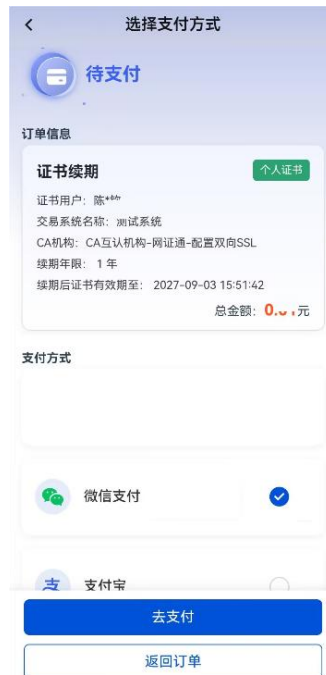 选择支付方式
待支付
订单信息
证书续期
个人证书
证书用户：陈***
交易系统名称：测试系统
CA机构：CA互认机构-网证通-配置双向SSL
续期年限：1 年
续期后证书有效期至：2027-09-03 15:51:42
总金额：元
支付方式
微信支付
支付宝
去支付
返回订单